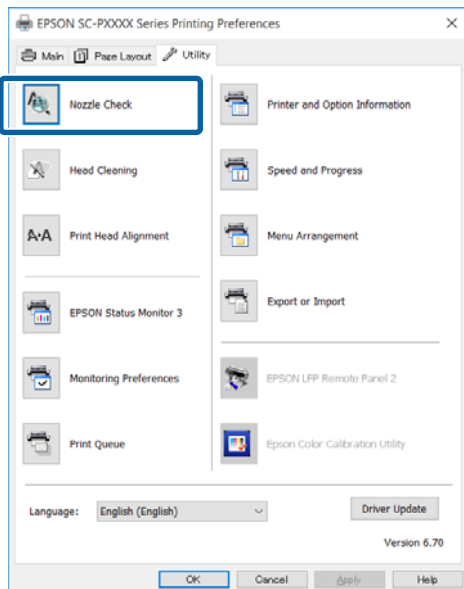 EPSON SC-PXXXX Series Printing Preferences
Main Page Layout Utility
Nozzle Check
Printer and Option Information
Head Cleaning
Speed and Progress
A·A
Print Head Alignment
Menu Arrangement
EPSON Status Monitor 3
Export or Import
Monitoring Preferences
EPSON LFP Remote Panel 2
Print Queue
Epson Color Calibration Utility
Language: English (English)
Driver Update
Version 6.70
OK Cancel Apply Help